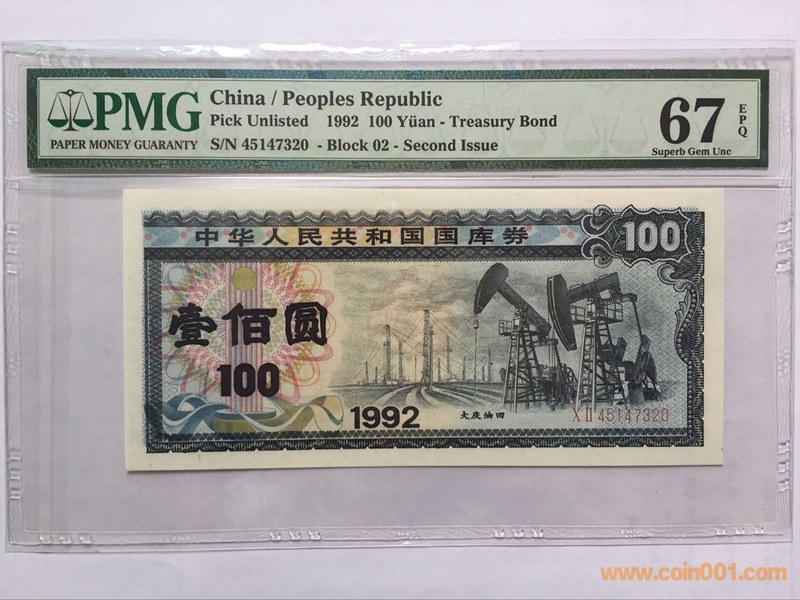 PMG
PAPER MONEY GUARANTY
China / Peoples Republic
Pick Unlisted 1992 100 Yüan - Treasury Bond
S/N 45147320 - Block 02 - Second Issue
67
EPQ
Superb Gem Unc
中华人民共和国国库券
100
壹佰圆
100
1992
大庆油田
XII 45147320
www.coin001.com